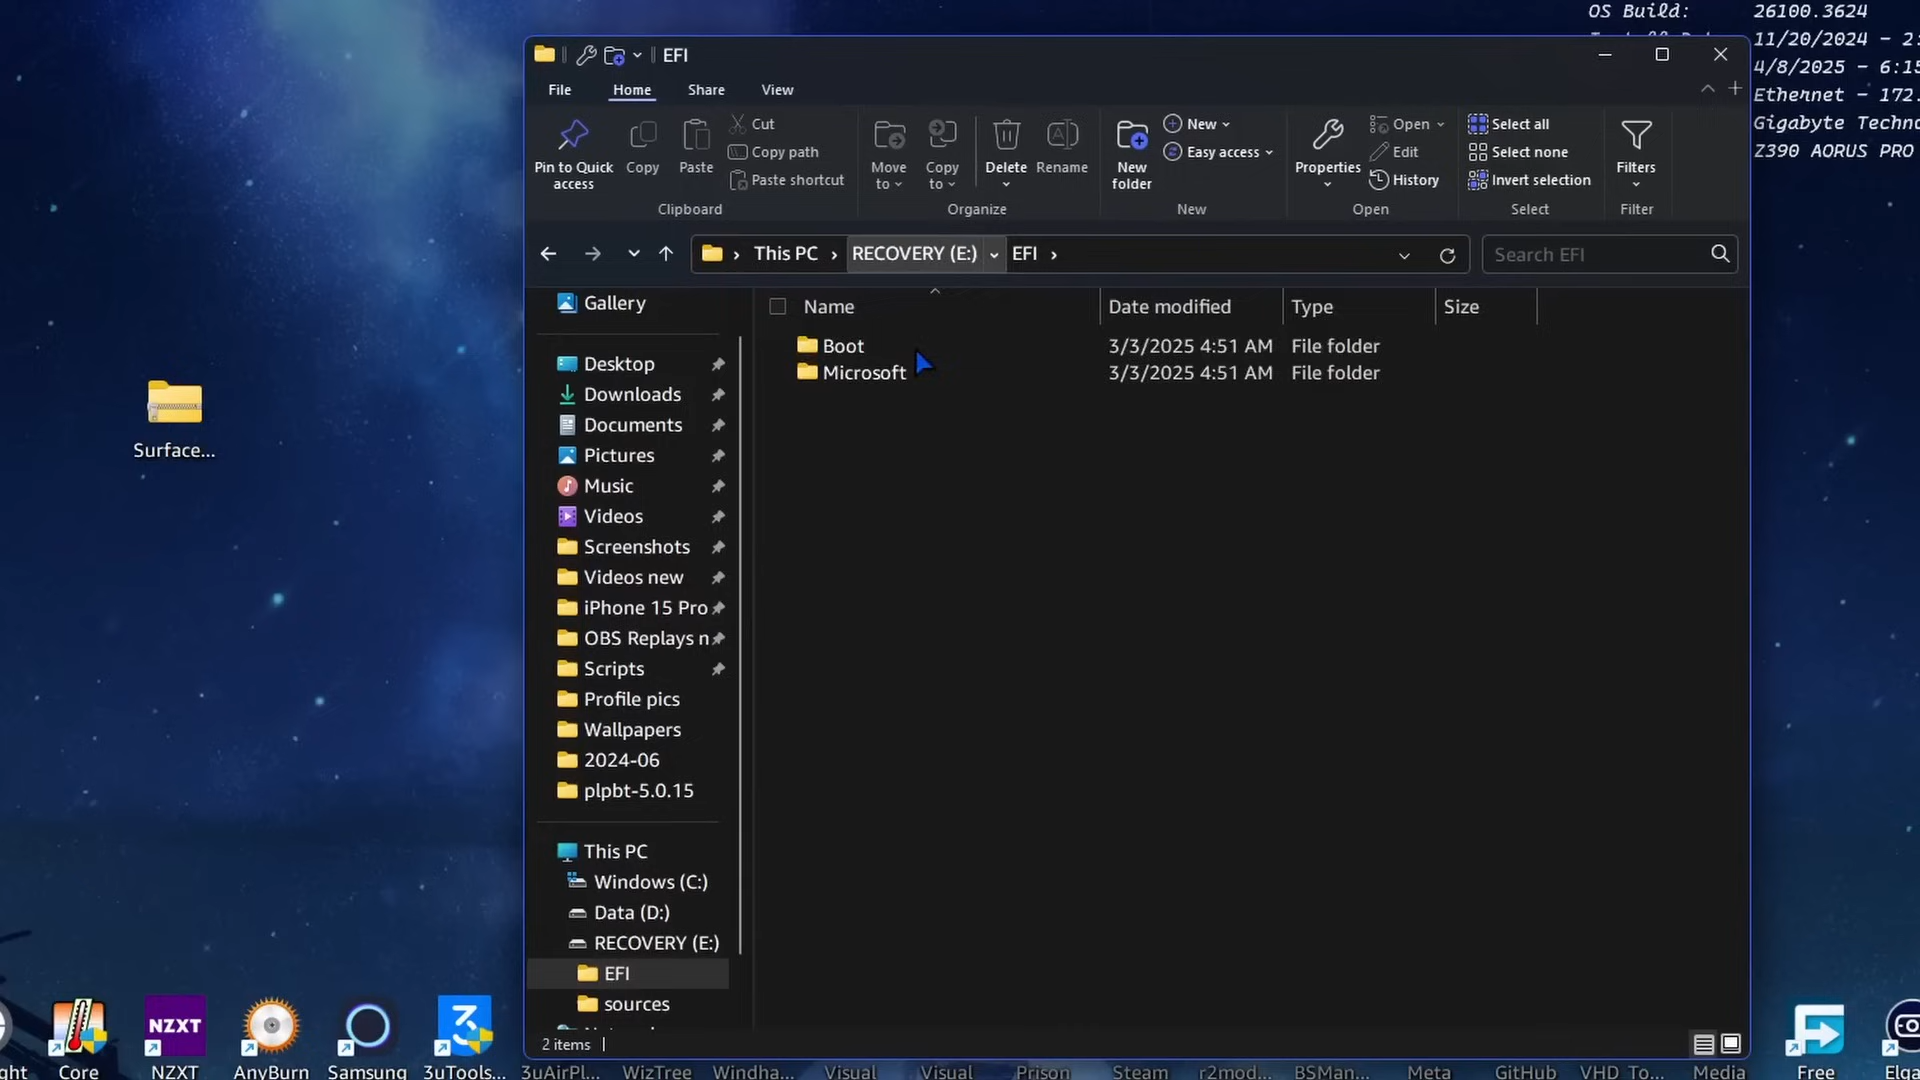 OS Build: 26100.3624
11/20/2024 - 2:
4/8/2025 - 6:15
Ethernet - 172.
Gigabyte Techno
Z390 AORUS PRO
EFI
File Home Share View
Pin to Quick access
Copy
Paste
Cut
Copy path
Paste shortcut
Clipboard
Move to
Copy to
Delete
Rename
Organize
New folder
New
Easy access
New
Properties
Open
Edit
History
Open
Select all
Select none
Invert selection
Select
Filters
Filter
This PC > RECOVERY (E:) EFI >
Search EFI
Name Date modified Type Size
Boot 3/3/2025 4:51 AM File folder
Microsoft 3/3/2025 4:51 AM File folder
Gallery
Desktop
Downloads
Documents
Pictures
Music
Videos
Screenshots
Videos new
iPhone 15 Pro
OBS Replays n
Scripts
Profile pics
Wallpapers
2024-06
plpbt-5.0.15
This PC
Windows (C:)
Data (D:)
RECOVERY (E:)
EFI
sources
2 items
Surface...
NZXT
ght Core NZXT AnyBurn Samsung 3uTools... 3uAirPl... WizTree Windha... Visual Visual Prison Steam r2mod... BSMan... Meta GitHub VHD_To... Media Free Elga